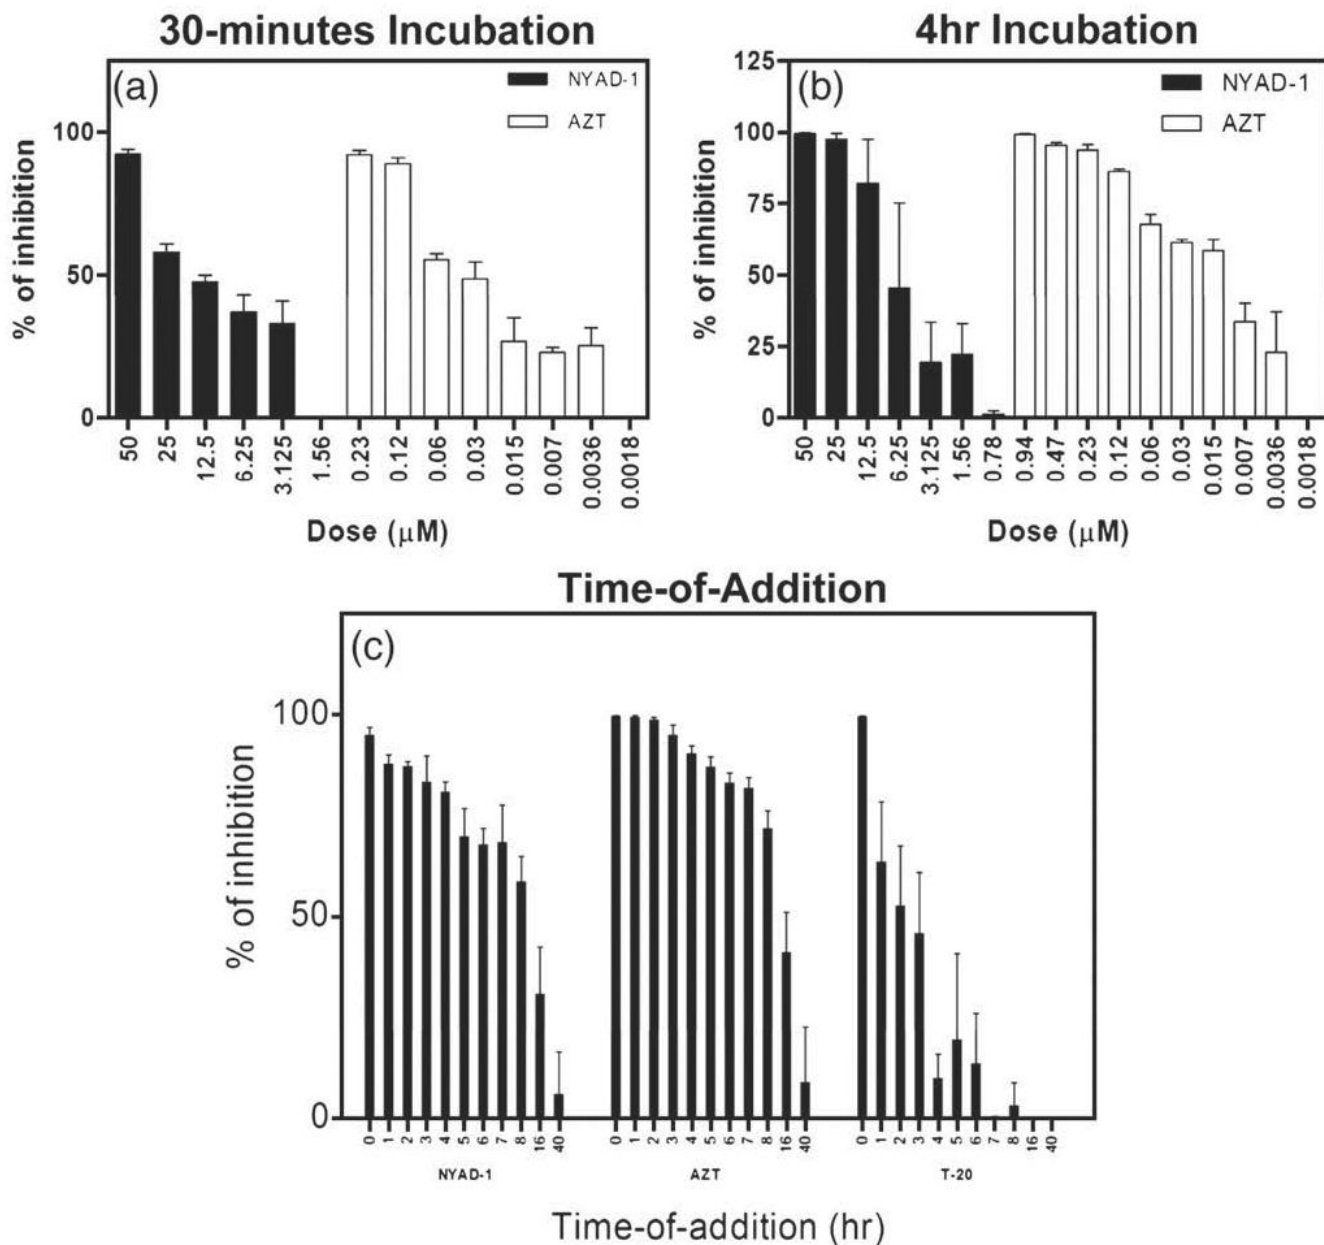 30-minutes Incubation
(a)
NYAD-1
AZT
% of inhibition
100
50
0
50 25 12.5 6.25 3.125 1.56 0.23 0.12 0.06 0.03 0.015 0.007 0.0036 0.0018
Dose (μM)
4hr Incubation
(b)
NYAD-1
AZT
% of inhibition
125
100
75
50
25
0
50 25 12.5 6.25 3.125 1.56 0.78 0.94 0.47 0.23 0.12 0.06 0.03 0.015 0.007 0.0036 0.0018
Dose (μM)
Time-of-Addition
(c)
% of inhibition
100
50
0
0 1 2 3 4 5 6 7 8 16 40 0 1 2 3 4 5 6 7 8 16 40 0 1 2 3 4 5 6 7 8 16 40
NYAD-1 AZT T-20
Time-of-addition (hr)